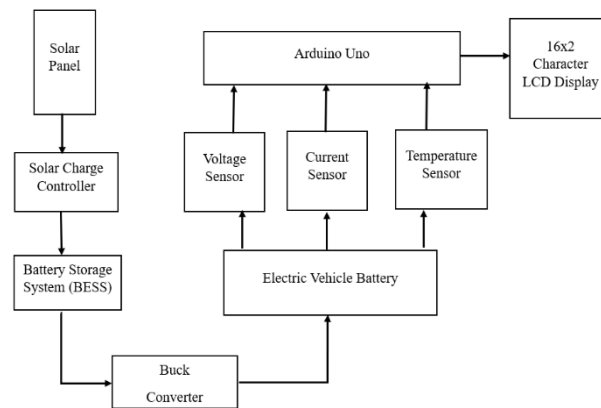 Solar
Panel
Arduino Uno
16x2
Character
LCD Display
Solar Charge
Controller
Voltage
Sensor
Current
Sensor
Temperature
Sensor
Battery Storage
System (BESS)
Electric Vehicle Battery
Buck
Converter